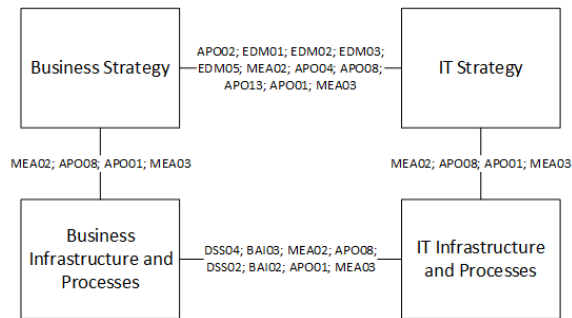 Business Strategy
APO02; EDM01; EDM02; EDM03;
EDM05; MEA02; APO04; APO08;
APO13; APO01; MEA03
IT Strategy
MEA02; APO08; APO01; MEA03
MEA02; APO08; APO01; MEA03
Business
Infrastructure and
Processes
DSS04; BAI03; MEA02; APO08;
DSS02; BAI02; APO01; MEA03
IT Infrastructure
and Processes